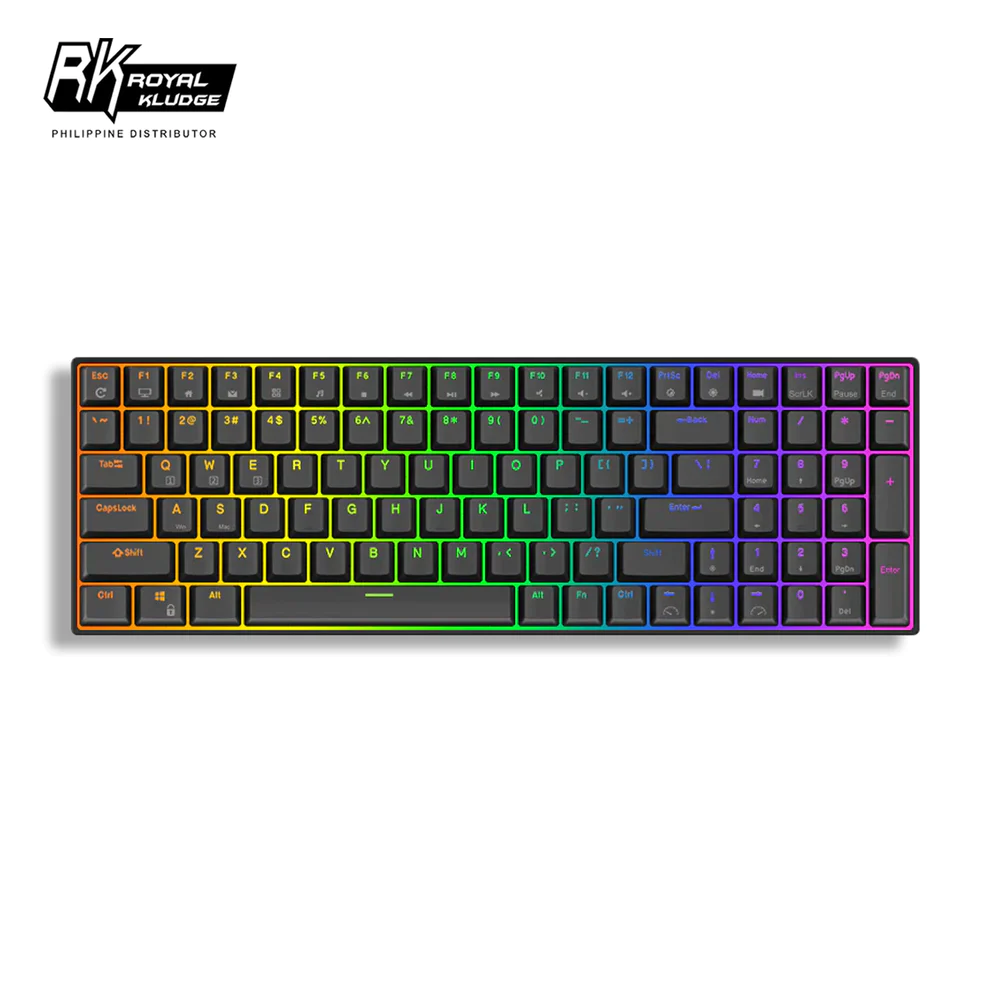 RK ROYAL
KLUDGE
PHILIPPINE DISTRIBUTOR
Esc F1 F2 F3 F4 F5 F6 F7 F8 F9 F10 F11 F12 PrtSc Del Home Ins PgUp PgDn
ScrLK Pause End
` ~ 1! 2@ 3# 4$ 5% 6^ 7& 8* 9( 0) -_ =+ Back Num / * -
Tab Q W E R T Y U I O P [{ ]} \| 7 8 9 +
1 2 3 Home PgUp
CapsLock A S D F G H J K L ;: '" Enter 4 5 6
Win Mac
Shift Z X C V B N M ,< .> /? Shift 1 2 3 Enter
End PgDn
Ctrl Alt Alt Fn Ctrl 0 .
Del